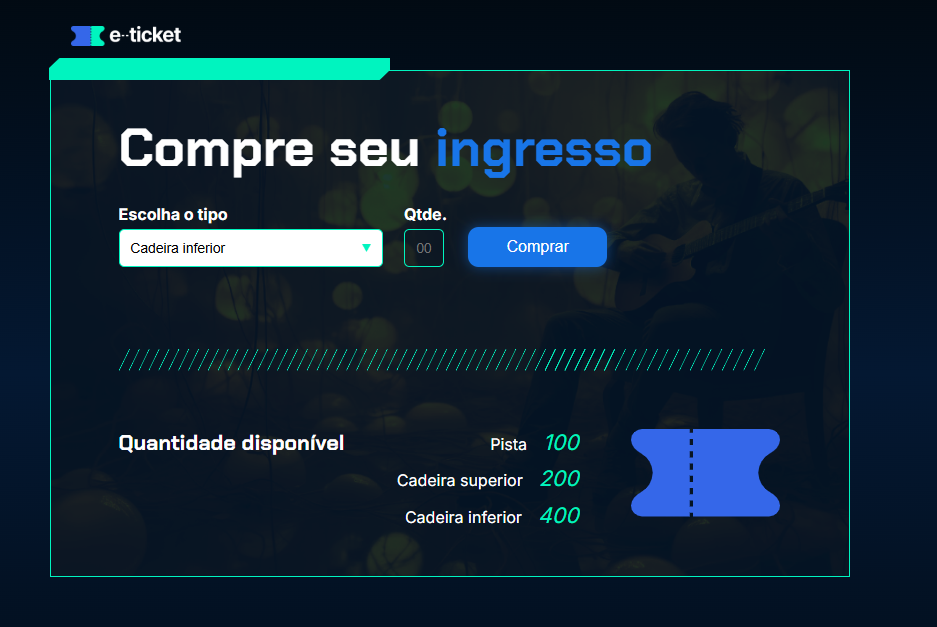 e··ticket
Compre seu ingresso
Escolha o tipo
Qtde.
Cadeira inferior
00
Comprar
Quantidade disponível
Pista 100
Cadeira superior 200
Cadeira inferior 400